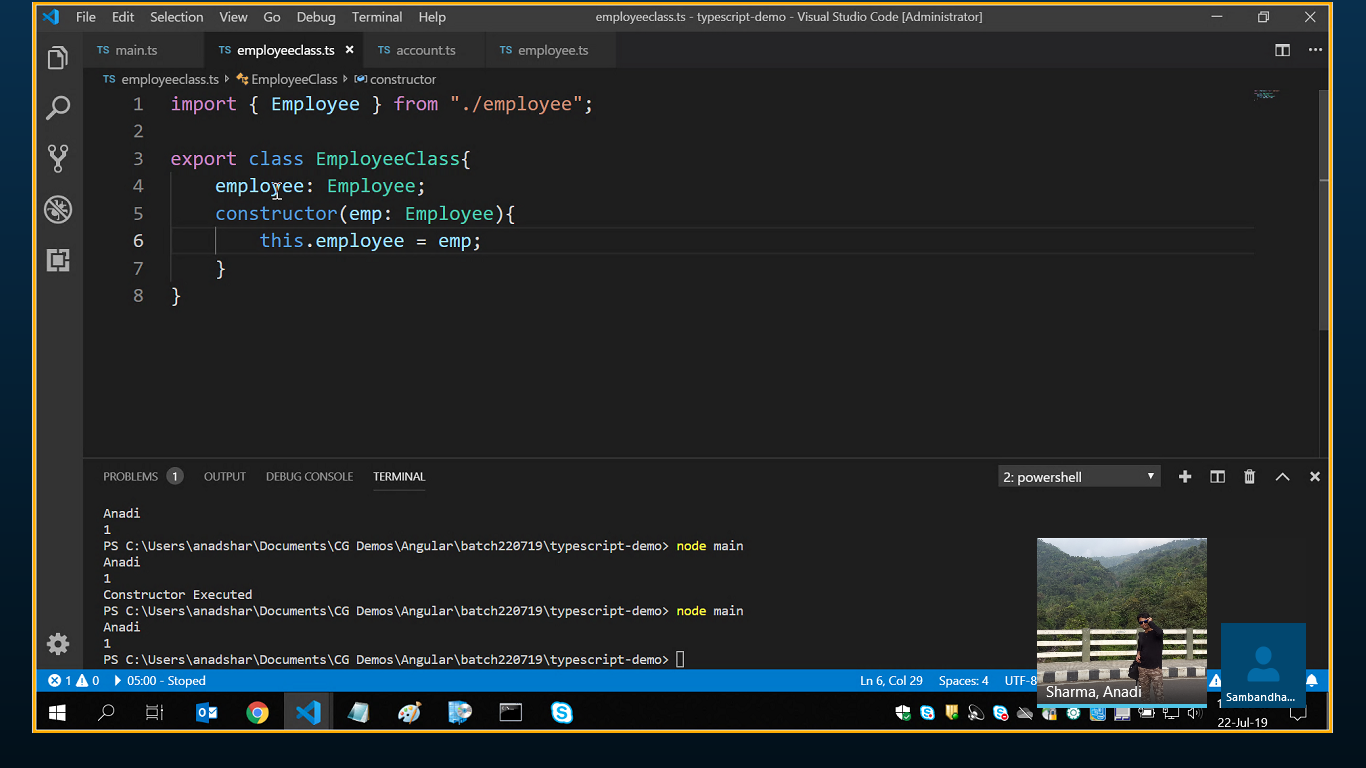 File Edit Selection View Go Debug Terminal Help employeeclass.ts - typescript-demo - Visual Studio Code [Administrator]
TS main.ts TS employeeclass.ts TS account.ts TS employee.ts
TS employeeclass.ts EmployeeClass constructor
1 import { Employee } from "./employee";
2
3 export class EmployeeClass{
4 employee: Employee;
5 constructor(emp: Employee){
6 this.employee = emp;
7 }
8 }
PROBLEMS 1 OUTPUT DEBUG CONSOLE TERMINAL 2: powershell
Anadi
1
PS C:\Users\anadshar\Documents\CG Demos\Angular\batch220719\typescript-demo> node main
Anadi
1
Constructor Executed
PS C:\Users\anadshar\Documents\CG Demos\Angular\batch220719\typescript-demo> node main
Anadi
1
PS C:\Users\anadshar\Documents\CG Demos\Angular\batch220719\typescript-demo>
1 0 05:00 - Stoped Ln 6, Col 29 Spaces: 4 UTF-8
Sharma, Anadi
Sambandha...
22-Jul-19